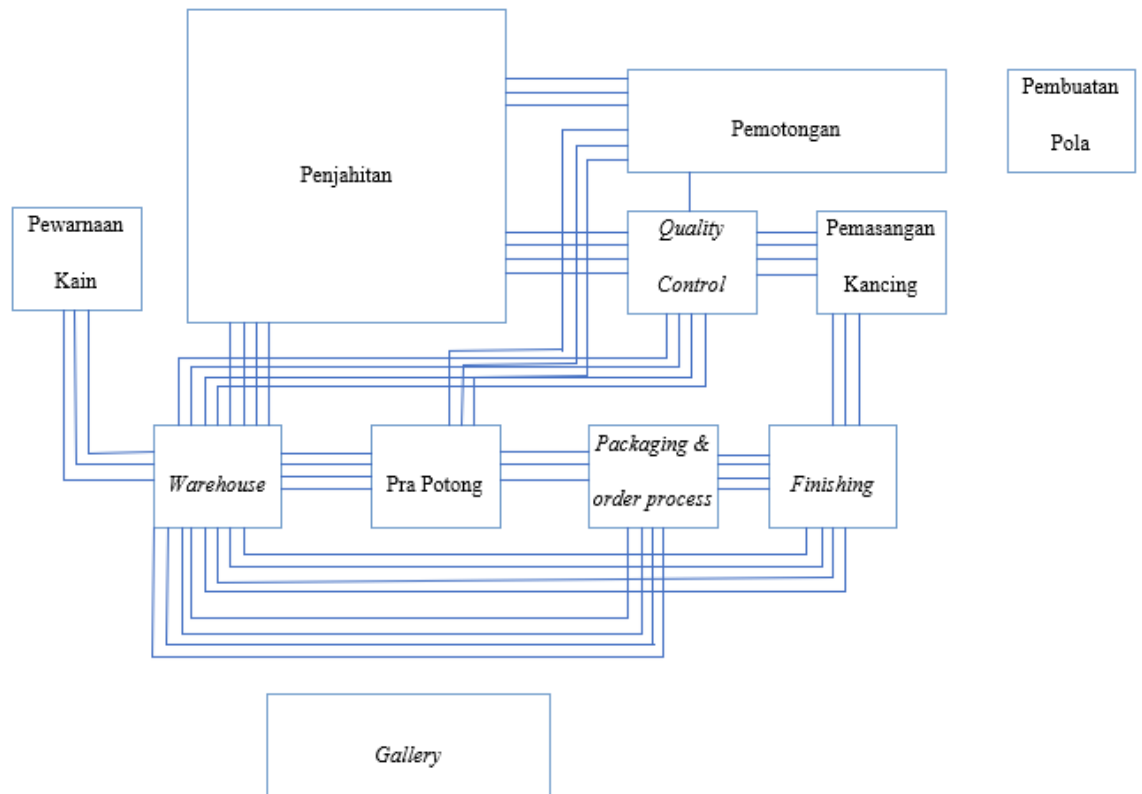 Penjahitan
Pemotongan
Pembuatan
Pola
Pewarnaan
Kain
Quality
Control
Pemasangan
Kancing
Warehouse
Pra Potong
Packaging &
order process
Finishing
Gallery